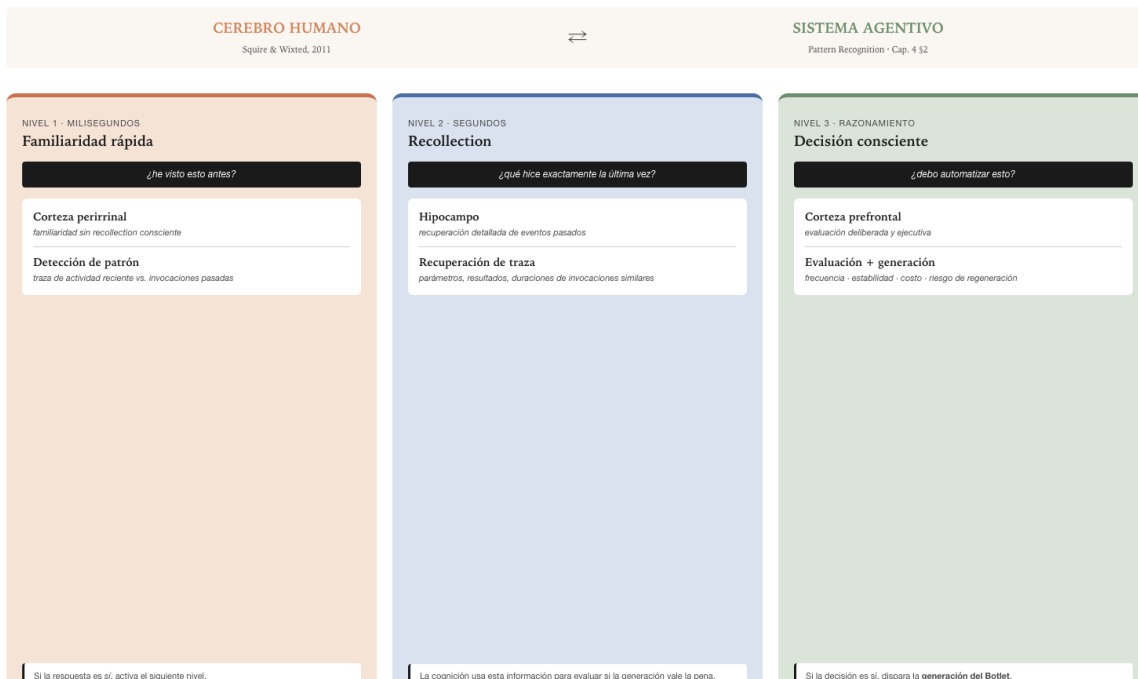 CEREBRO HUMANO
Squire & Wixted, 2011
⇄
SISTEMA AGENTIVO
Pattern Recognition · Cap. 4 §2
NIVEL 1 · MILISEGUNDOS
Familiaridad rápida
¿he visto esto antes?
Corteza perirrinal
familiaridad sin recollection consciente
Detección de patrón
traza de actividad reciente vs. invocaciones pasadas
Si la respuesta es sí, activa el siguiente nivel.
NIVEL 2 · SEGUNDOS
Recollection
¿qué hice exactamente la última vez?
Hipocampo
recuperación detallada de eventos pasados
Recuperación de traza
parámetros, resultados, duraciones de invocaciones similares
La cognición usa esta información para evaluar si la generación vale la pena.
NIVEL 3 · RAZONAMIENTO
Decisión consciente
¿debo automatizar esto?
Corteza prefrontal
evaluación deliberada y ejecutiva
Evaluación + generación
frecuencia · estabilidad · costo · riesgo de regeneración
Si la decisión es sí, dispara la generación del Botlet.